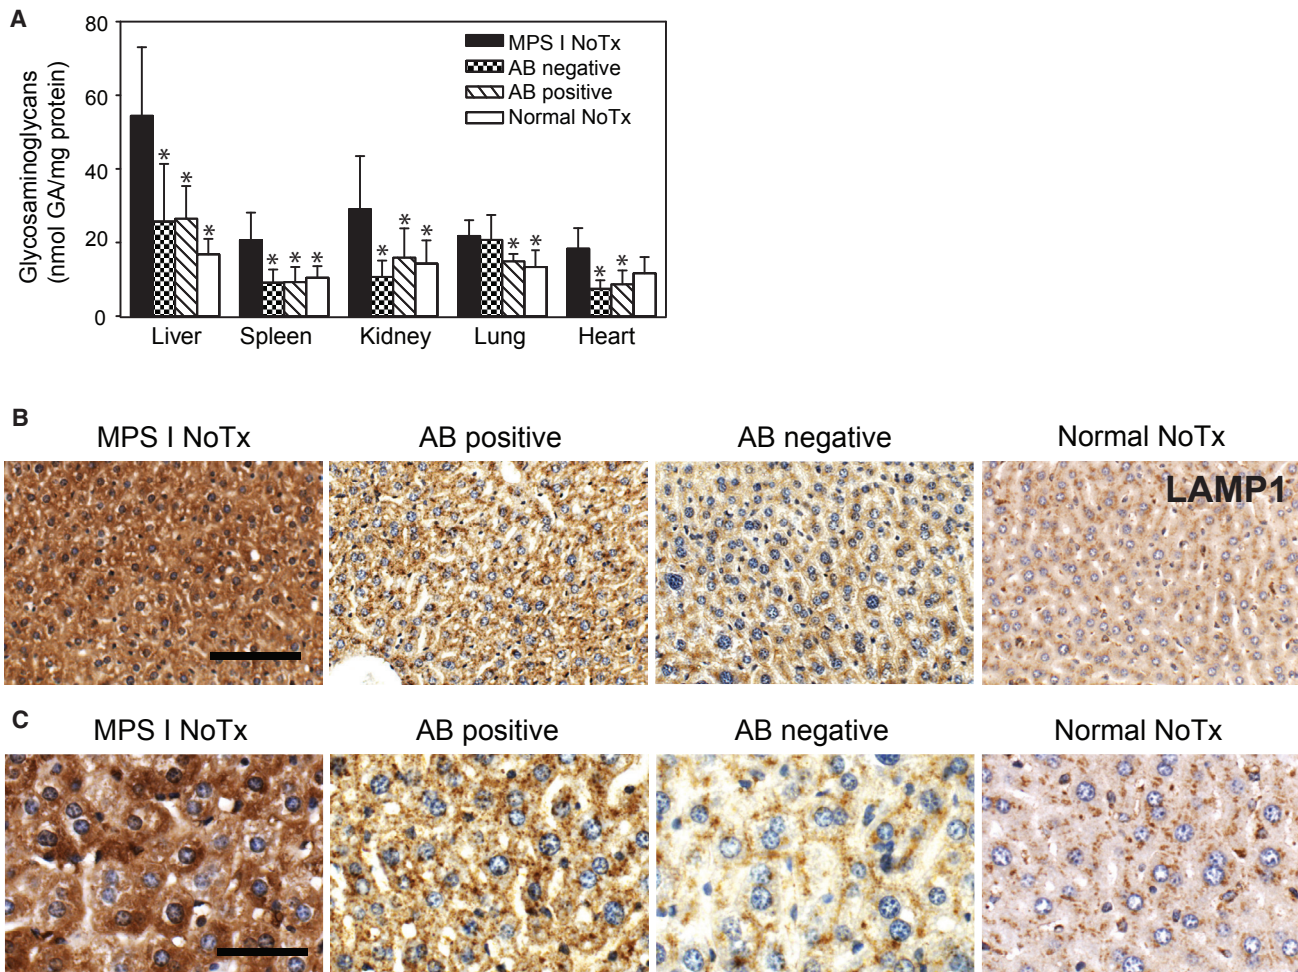 A
Glycosaminoglycans
(nmol GA/mg protein)
80
60
40
20
0
MPS I NoTx
AB negative
AB positive
Normal NoTx
* * *
* * *
* * *
* *
* *
Liver Spleen Kidney Lung Heart
B
MPS I NoTx AB positive AB negative Normal NoTx
LAMP1
C
MPS I NoTx AB positive AB negative Normal NoTx